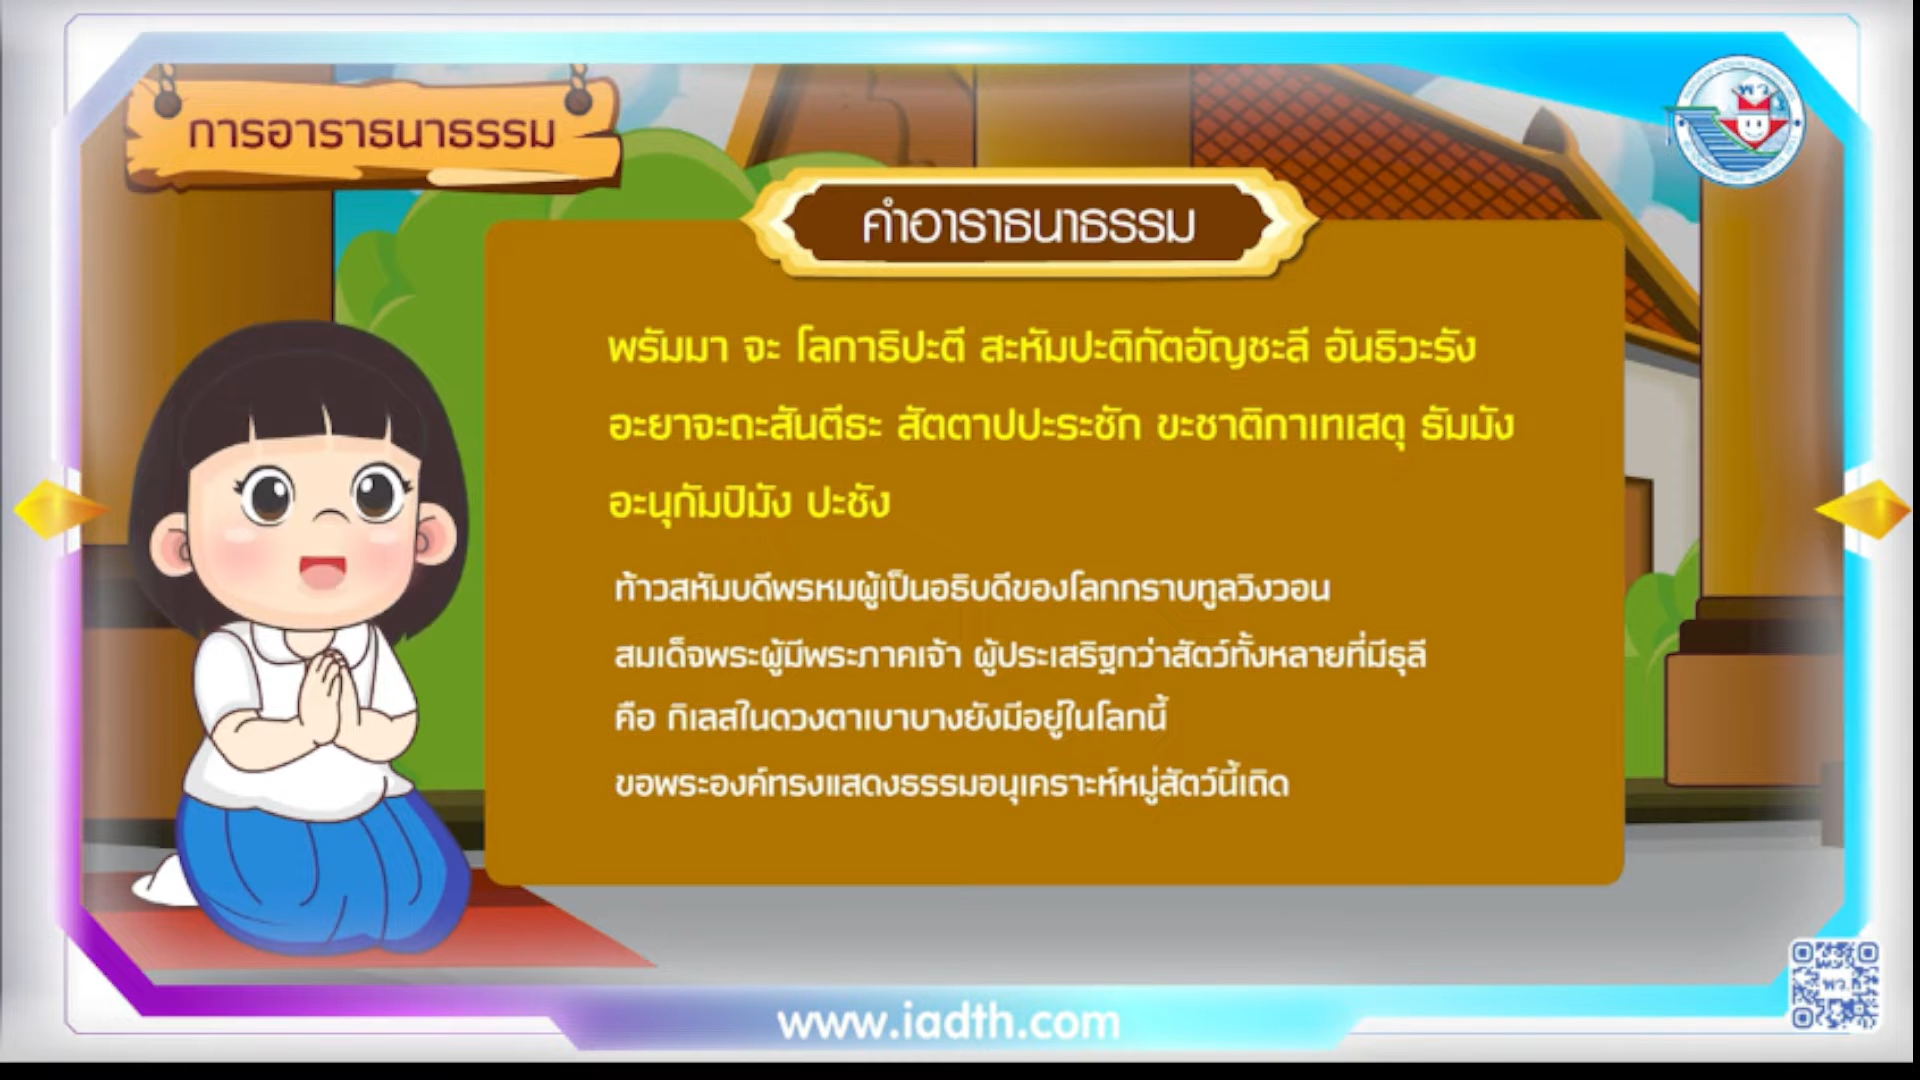 การอาราธนาธรรม
พว
คำอาราธนาธรรม
พรัมมา จะ โลกาธิปะตี สะหัมปะติกัตอัญชะลี อันธิวะรัง
อะยาจะถะสันตีธะ สัตตาปปะระชัก ขะชาติกาเทเสตุ ธัมมัง
อะนุกัมปิมัง ปะชัง
ท้าวสหัมบดีพรหมผู้เป็นอธิบดีของโลกกราบทูลวิงวอน
สมเด็จพระผู้มีพระภาคเจ้า ผู้ประเสริฐกว่าสัตว์ทั้งหลายที่มีธุลี
คือ กิเลสในดวงตาเบาบางยังมีอยู่ในโลกนี้
ขอพระองค์ทรงแสดงธรรมอนุเคราะห์หมู่สัตว์นี้เถิด
www.iadth.com